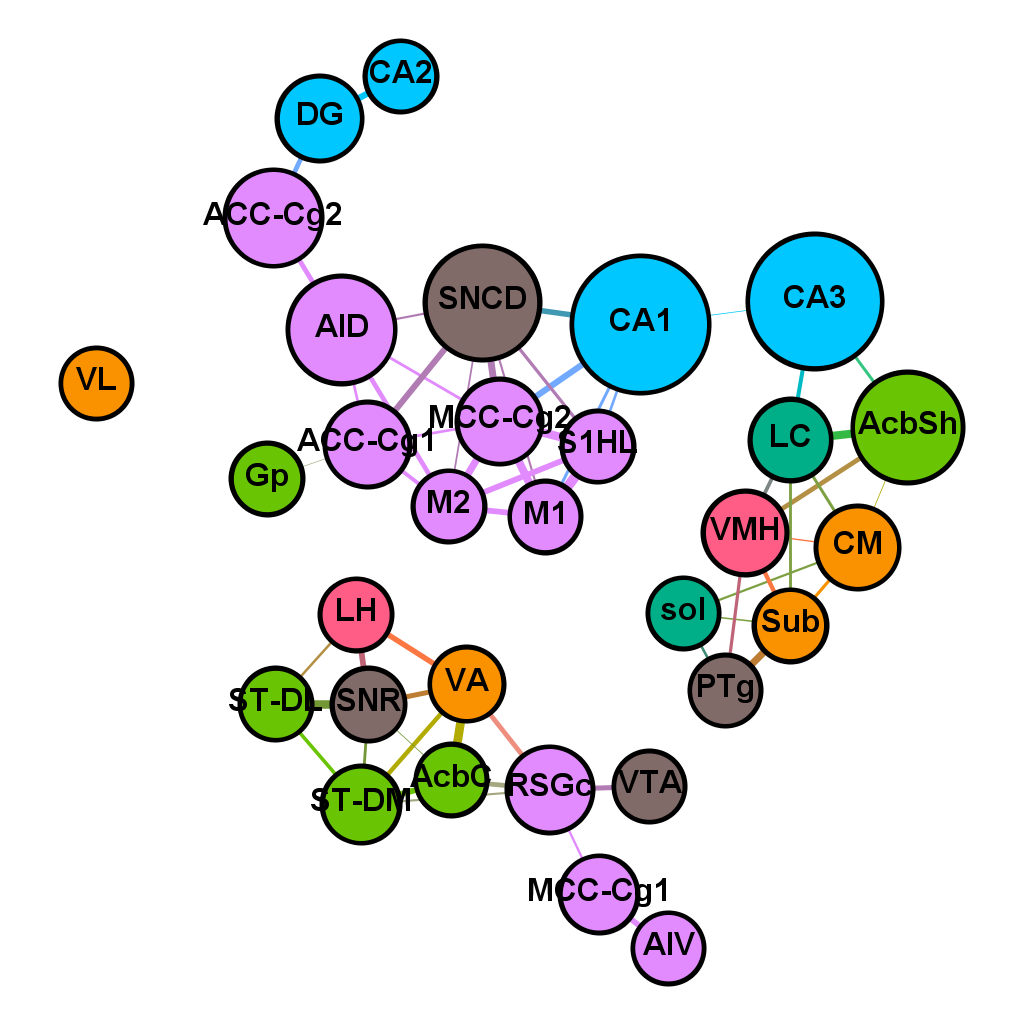 CA2
DG
ACC-Cg2
SNCD
CA1
CA3
AID
VL
MCC-Cg2
ACC-Cg1
S1HL
LC
AcbSh
Gp
M2
M1
VMH
CM
LH
sol
Sub
ST-DL
SNR
VA
PTg
ST-DM
AcbC
RSGc
VTA
MCC-Cg1
AIV